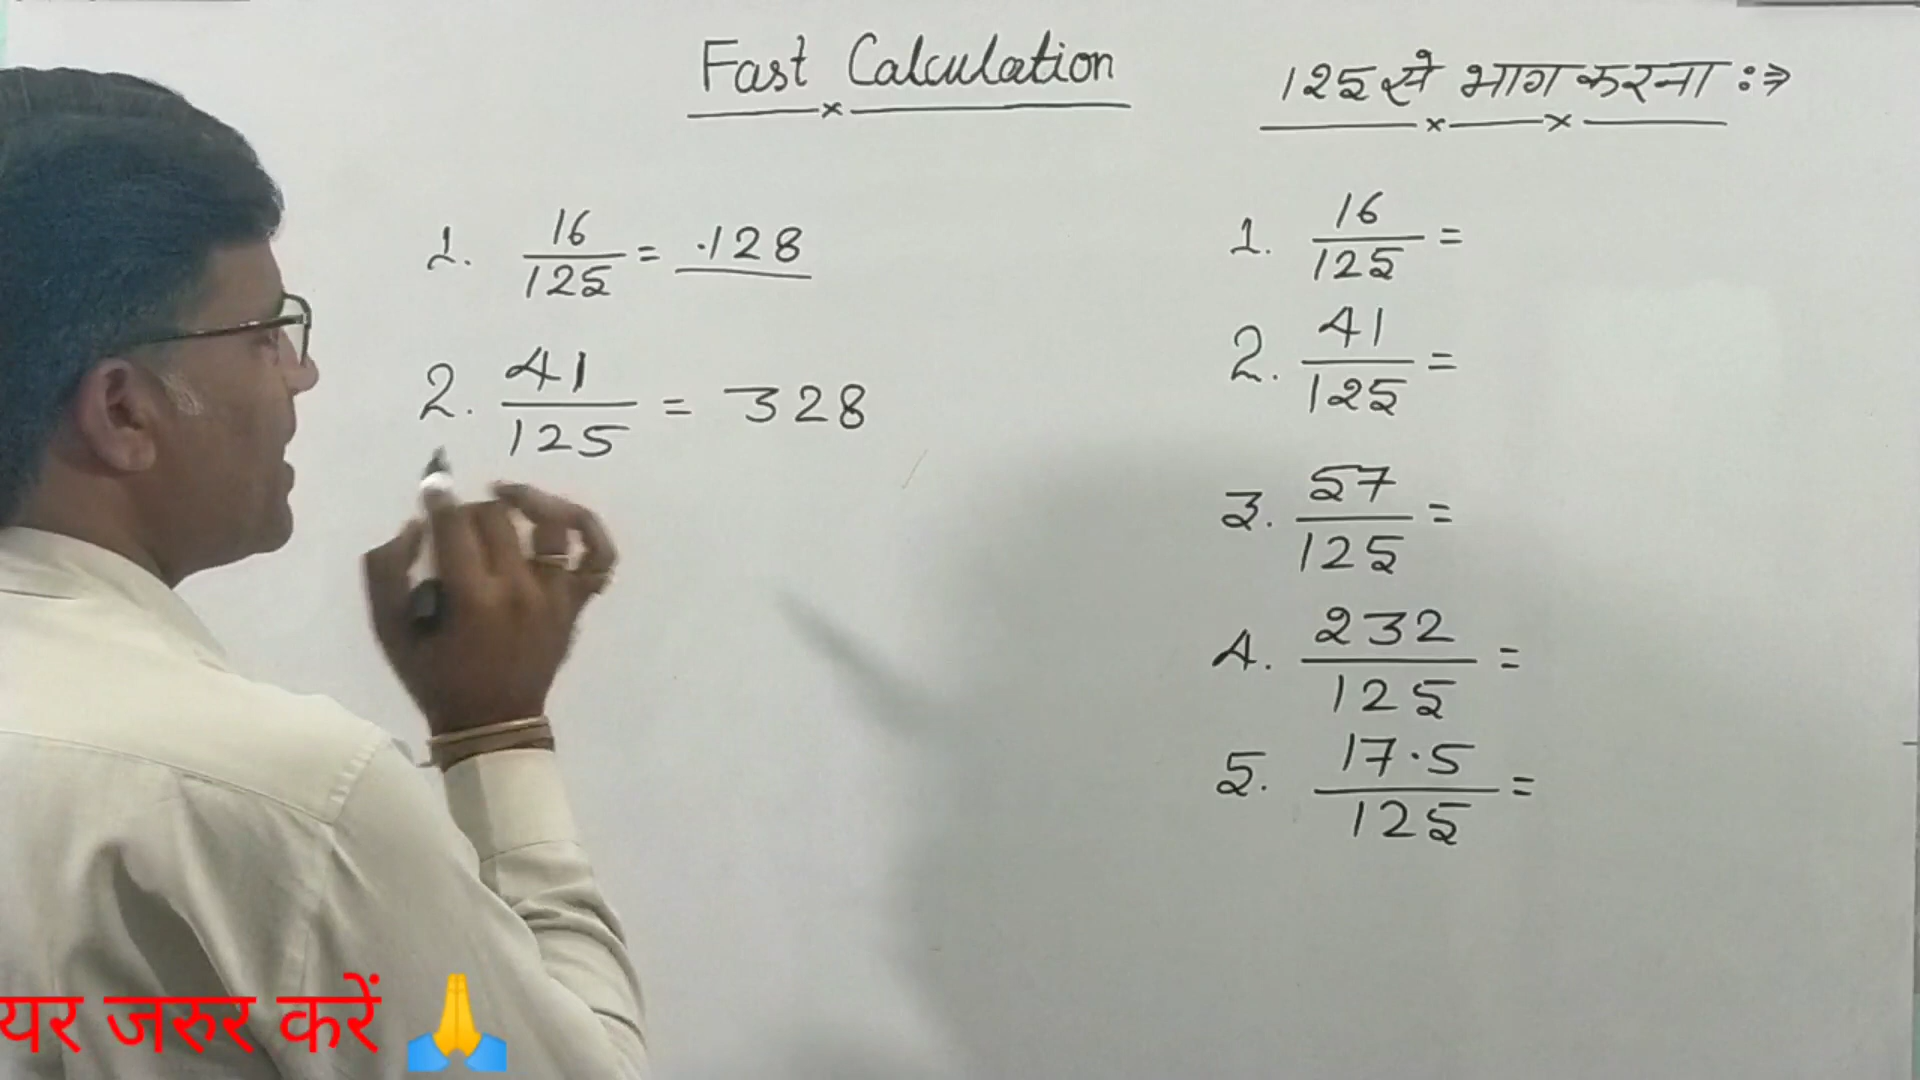 Fast Calculation
125 से भाग करना :⇒
1. 16/125 = .128
2. 41/125 = 328
1. 16/125 =
2. 41/125 =
3. 57/125 =
4. 232/125 =
5. 17.5/125 =
यर जरुर करें 🙏